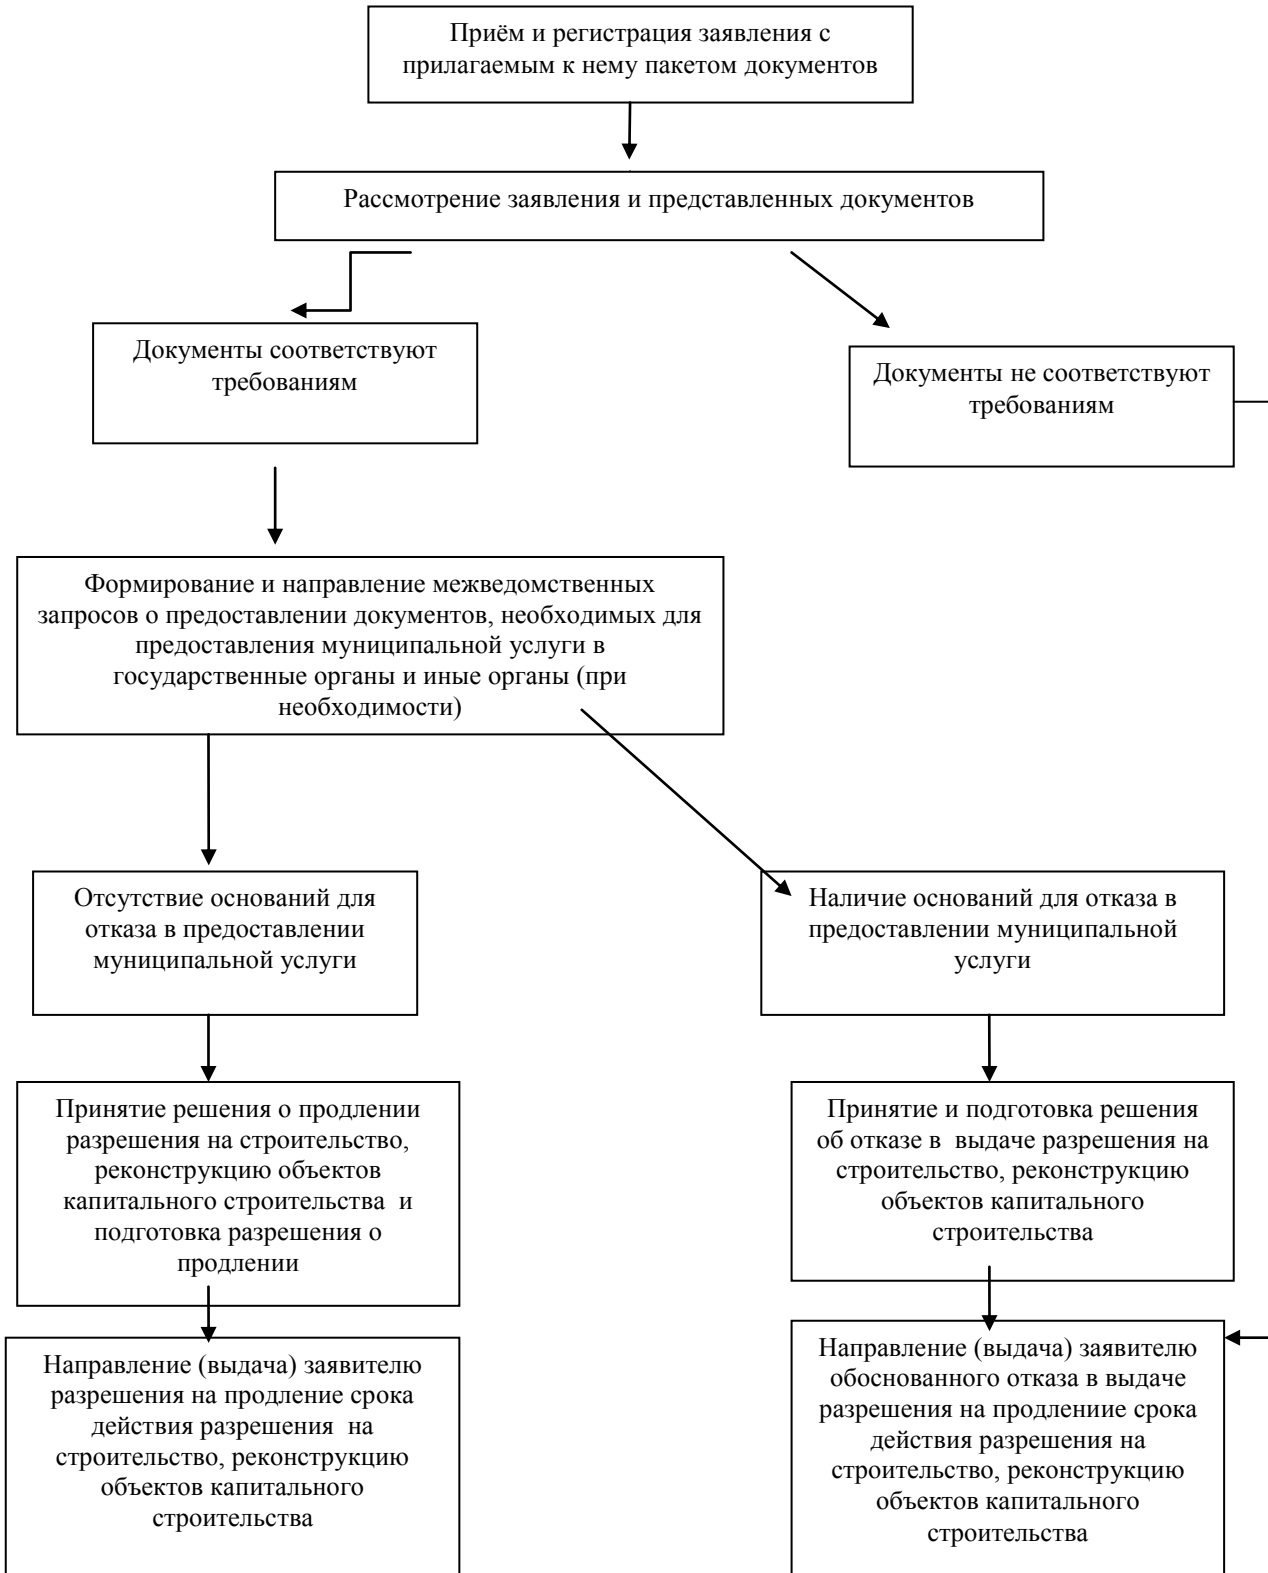 Приём и регистрация заявления с
прилагаемым к нему пакетом документов
Рассмотрение заявления и представленных документов
Документы соответствуют
требованиям
Документы не соответствуют
требованиям
Формирование и направление межведомственных
запросов о предоставлении документов, необходимых для
предоставления муниципальной услуги в
государственные органы и иные органы (при
необходимости)
Отсутствие оснований для
отказа в предоставлении
муниципальной услуги
Наличие оснований для отказа в
предоставлении муниципальной
услуги
Принятие решения о продлении
разрешения на строительство,
реконструкцию объектов
капитального строительства и
подготовка разрешения о
продлении
Принятие и подготовка решения
об отказе в выдаче разрешения на
строительство, реконструкцию
объектов капитального
строительства
Направление (выдача) заявителю
разрешения на продление срока
действия разрешения на
строительство, реконструкцию
объектов капитального
строительства
Направление (выдача) заявителю
обоснованного отказа в выдаче
разрешения на продлениие срока
действия разрешения на
строительство, реконструкцию
объектов капитального
строительства